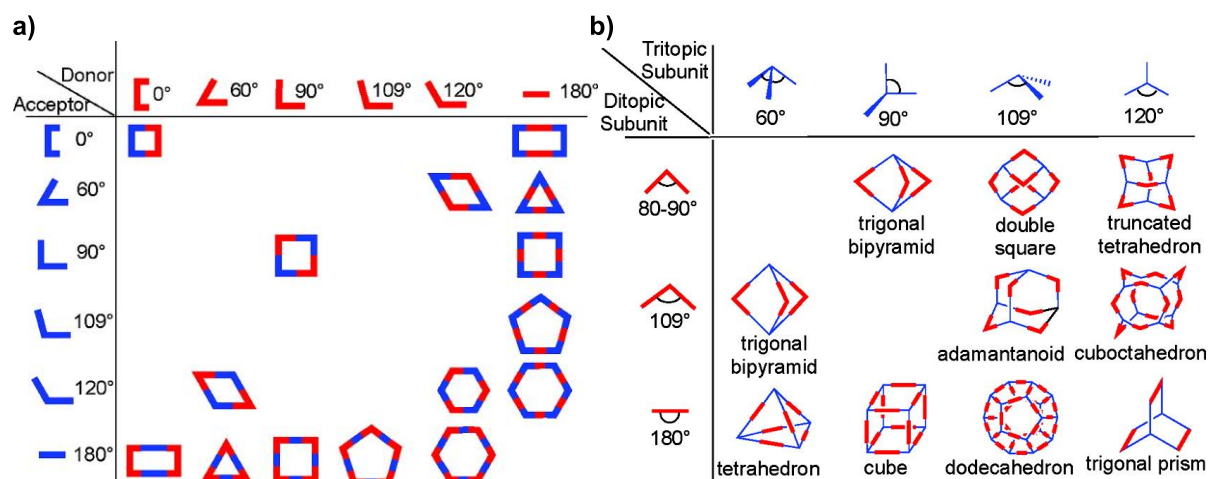 a)
Donor
Acceptor
0°
60°
90°
109°
120°
180°
0°
60°
90°
109°
120°
180°
b)
Tritopic
Subunit
Ditopic
Subunit
60°
90°
109°
120°
80-90°
trigonal
bipyramid
double
square
truncated
tetrahedron
109°
trigonal
bipyramid
adamantanoid
cuboctahedron
180°
tetrahedron
cube
dodecahedron
trigonal prism